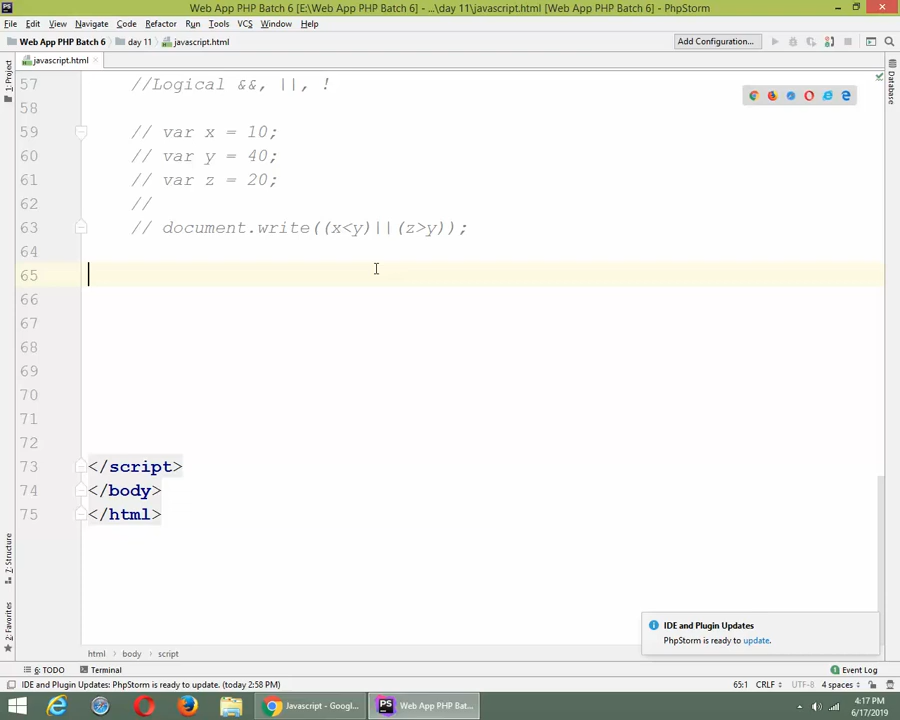 Web App PHP Batch 6 [E:\Web App PHP Batch 6] - ...\day 11\javascript.html [Web App PHP Batch 6] - PhpStorm
File Edit View Navigate Code Refactor Run Tools VCS Window Help
Web App PHP Batch 6 day 11 javascript.html Add Configuration...
javascript.html
1: Project
Database
57 //Logical &&, ||, !
58
59 // var x = 10;
60 // var y = 40;
61 // var z = 20;
62 //
63 // document.write((x<y)||(z>y));
64
65
66
67
68
69
70
71
72
73 </script>
74 </body>
75 </html>
7: Structure
2: Favorites
IDE and Plugin Updates
PhpStorm is ready to update.
html body script
6: TODO Terminal Event Log
IDE and Plugin Updates: PhpStorm is ready to update. (today 2:58 PM) 65:1 CRLF UTF-8 4 spaces
Javascript - Googl... Web App PHP Bat...
4:17 PM
6/17/2019